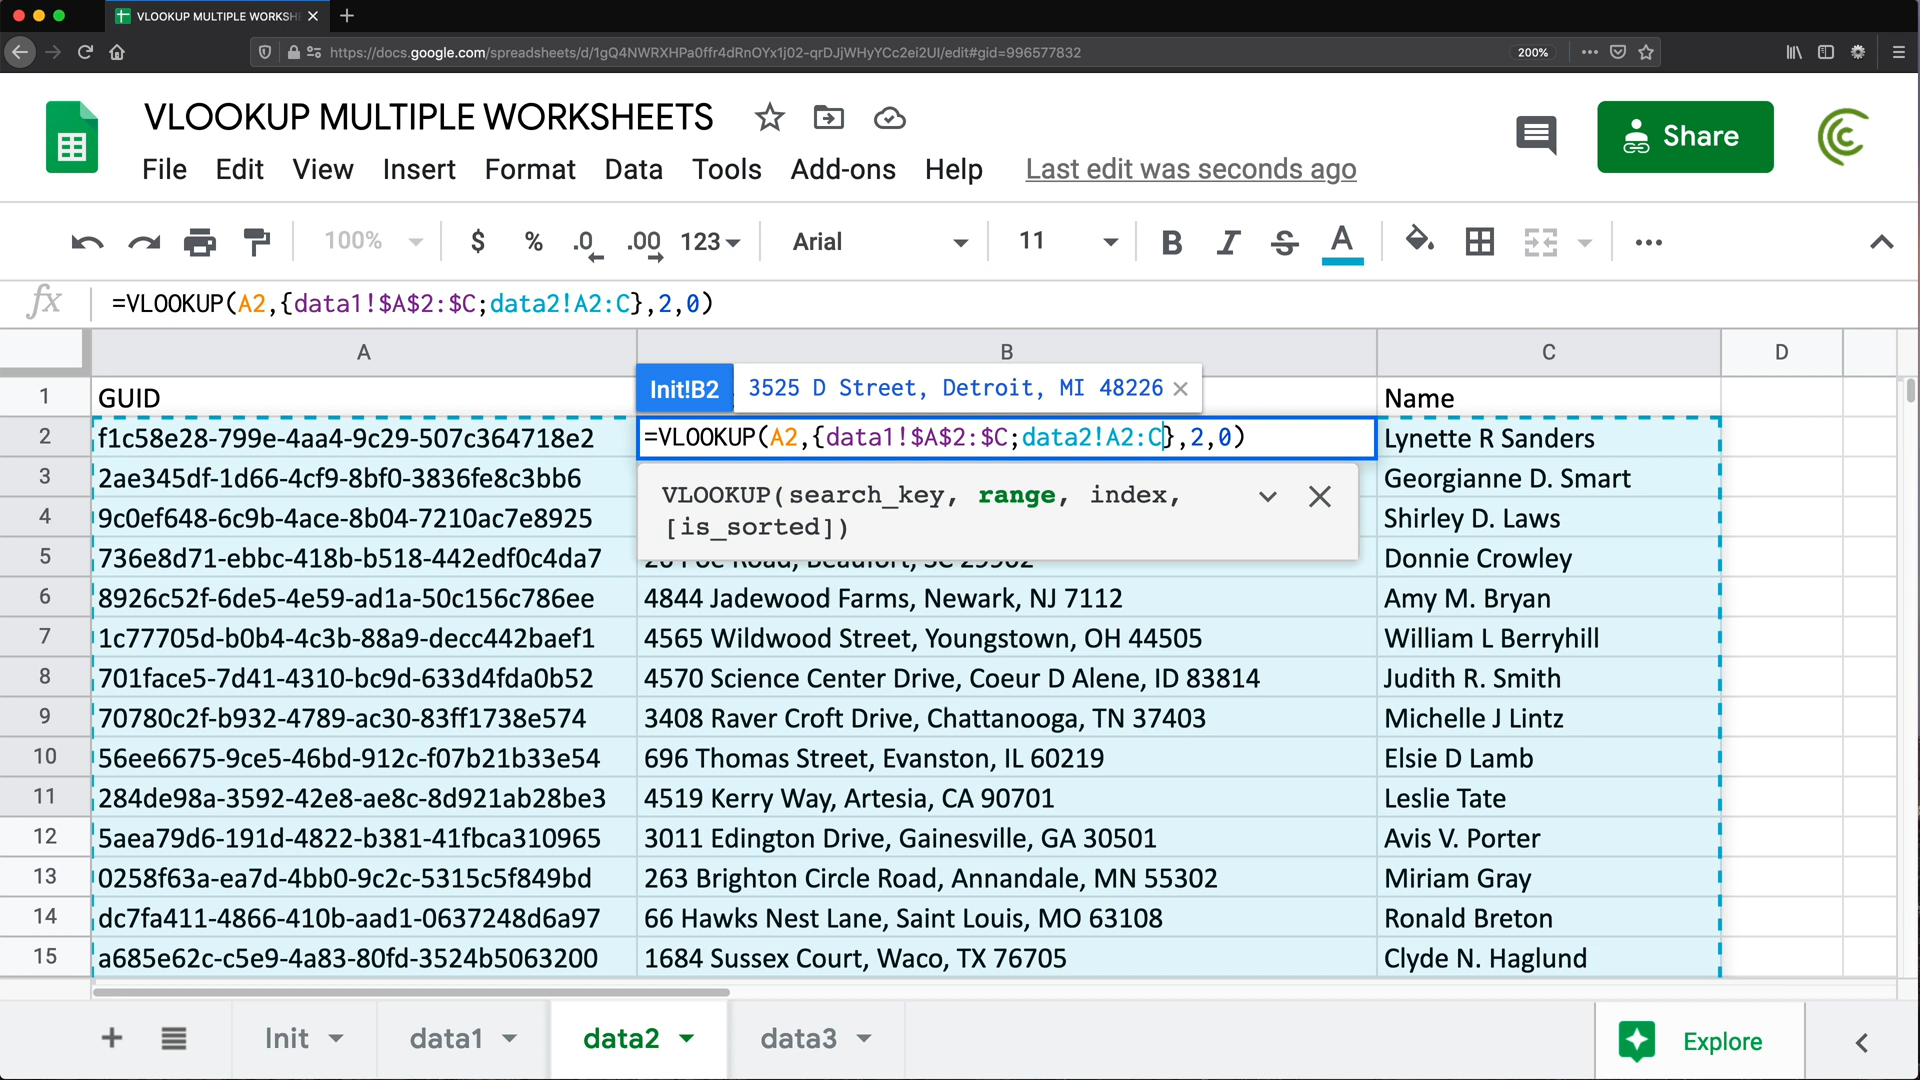 VLOOKUP MULTIPLE WORKSH
https://docs.google.com/spreadsheets/d/1gQ4NWRXHPa0ffr4dRnOYx1j02-qrDJjWHyYCc2ei2UI/edit#gid=996577832
200%
VLOOKUP MULTIPLE WORKSHEETS
Share
File Edit View Insert Format Data Tools Add-ons Help Last edit was seconds ago
100% $ % .0 .00 123 Arial 11 B I S A
fx =VLOOKUP(A2,{data1!$A$2:$C;data2!A2:C},2,0)
A B C D
1 GUID Init!B2 3525 D Street, Detroit, MI 48226 Name
2 f1c58e28-799e-4aa4-9c29-507c364718e2 =VLOOKUP(A2,{data1!$A$2:$C;data2!A2:C},2,0) Lynette R Sanders
3 2ae345df-1d66-4cf9-8bf0-3836fe8c3bb6 Georgianne D. Smart
VLOOKUP(search_key, range, index,
[is_sorted])
4 9c0ef648-6c9b-4ace-8b04-7210ac7e8925 Shirley D. Laws
5 736e8d71-ebbc-418b-b518-442edf0c4da7 Donnie Crowley
6 8926c52f-6de5-4e59-ad1a-50c156c786ee 4844 Jadewood Farms, Newark, NJ 7112 Amy M. Bryan
7 1c77705d-b0b4-4c3b-88a9-decc442baef1 4565 Wildwood Street, Youngstown, OH 44505 William L Berryhill
8 701face5-7d41-4310-bc9d-633d4fda0b52 4570 Science Center Drive, Coeur D Alene, ID 83814 Judith R. Smith
9 70780c2f-b932-4789-ac30-83ff1738e574 3408 Raver Croft Drive, Chattanooga, TN 37403 Michelle J Lintz
10 56ee6675-9ce5-46bd-912c-f07b21b33e54 696 Thomas Street, Evanston, IL 60219 Elsie D Lamb
11 284de98a-3592-42e8-ae8c-8d921ab28be3 4519 Kerry Way, Artesia, CA 90701 Leslie Tate
12 5aea79d6-191d-4822-b381-41fbca310965 3011 Edington Drive, Gainesville, GA 30501 Avis V. Porter
13 0258f63a-ea7d-4bb0-9c2c-5315c5f849bd 263 Brighton Circle Road, Annandale, MN 55302 Miriam Gray
14 dc7fa411-4866-410b-aad1-0637248d6a97 66 Hawks Nest Lane, Saint Louis, MO 63108 Ronald Breton
15 a685e62c-c5e9-4a83-80fd-3524b5063200 1684 Sussex Court, Waco, TX 76705 Clyde N. Haglund
Init data1 data2 data3 Explore